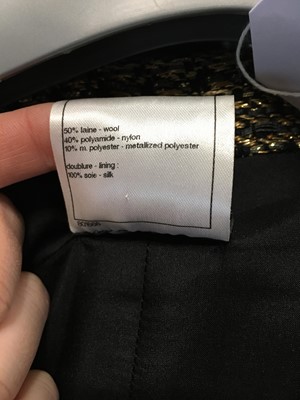 50% laine - wool
40% polyamide - nylon
10% m. polyester - metallized polyester
doublure - lining :
100% soie - silk